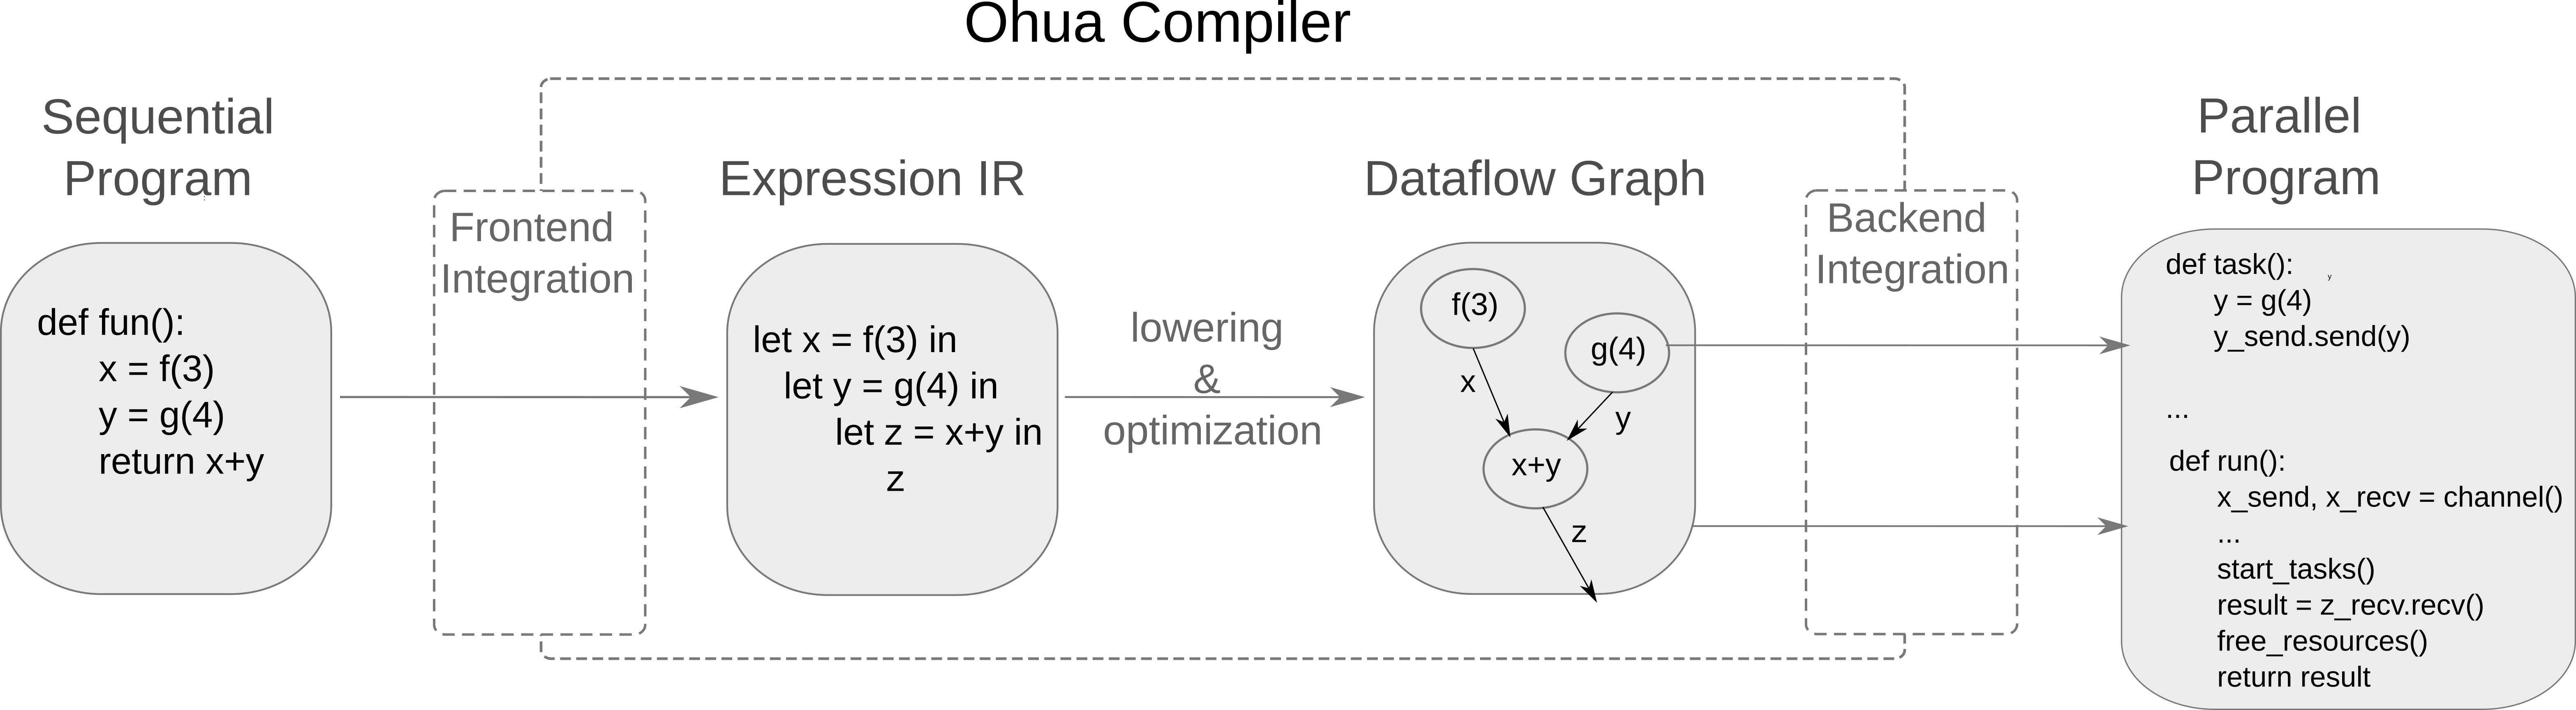 Ohua Compiler
Sequential
Program
def fun():
x = f(3)
y = g(4)
return x+y
Frontend
Integration
Expression IR
let x = f(3) in
let y = g(4) in
let z = x+y in
z
lowering
&
optimization
Dataflow Graph
f(3)
g(4)
x
y
x+y
z
Backend
Integration
Parallel
Program
def task():
y
y = g(4)
y_send.send(y)
...
def run():
x_send, x_recv = channel()
...
start_tasks()
result = z_recv.recv()
free_resources()
return result